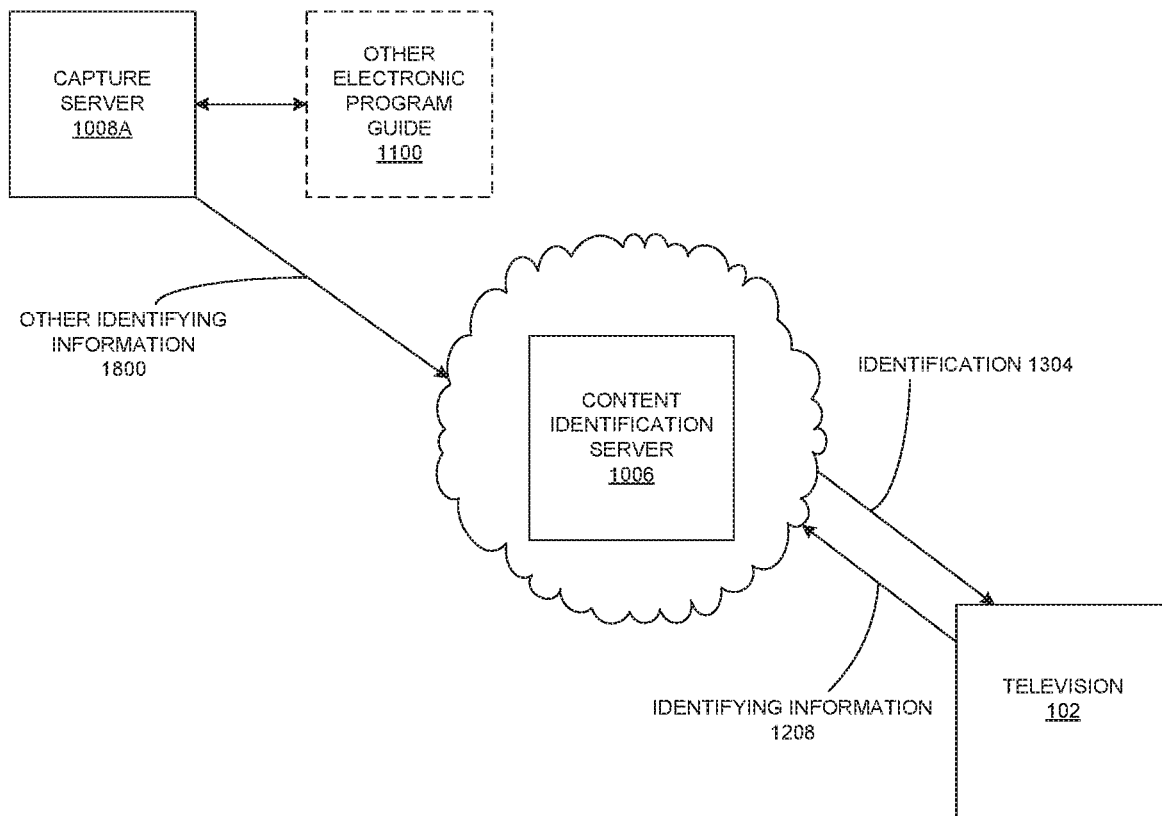 CAPTURE
SERVER
1008A
OTHER
ELECTRONIC
PROGRAM
GUIDE
1100
OTHER IDENTIFYING
INFORMATION
1800
IDENTIFICATION 1304
CONTENT
IDENTIFICATION
SERVER
1006
IDENTIFYING INFORMATION
1208
TELEVISION
102